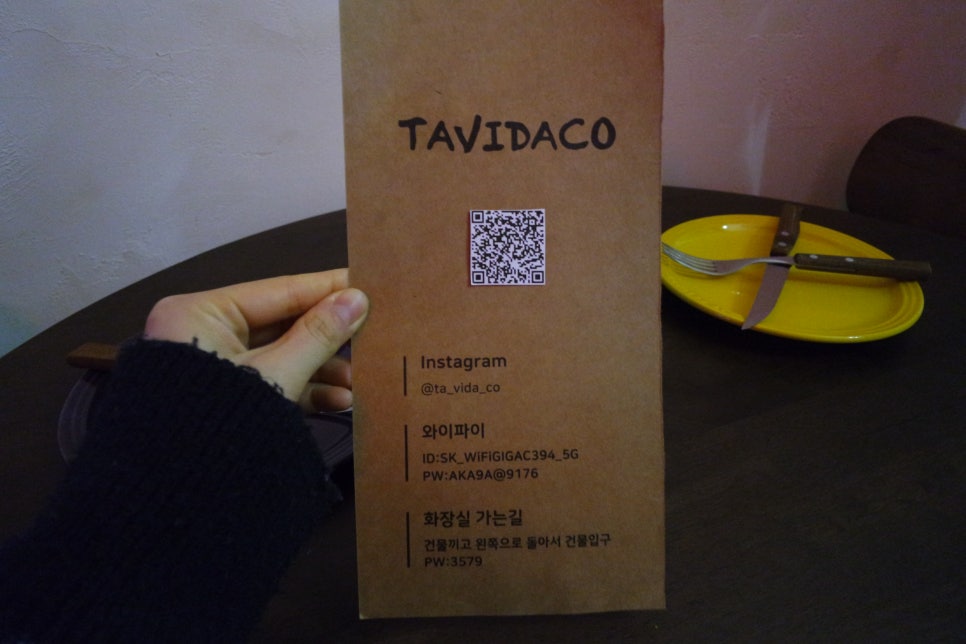 TAVIDACO
Instagram
@ta_vida_co
와이파이
ID:SK_WiFiGIGAC394_5G
PW:AKA9A@9176
화장실 가는길
건물끼고 왼쪽으로 돌아서 건물입구
PW:3579